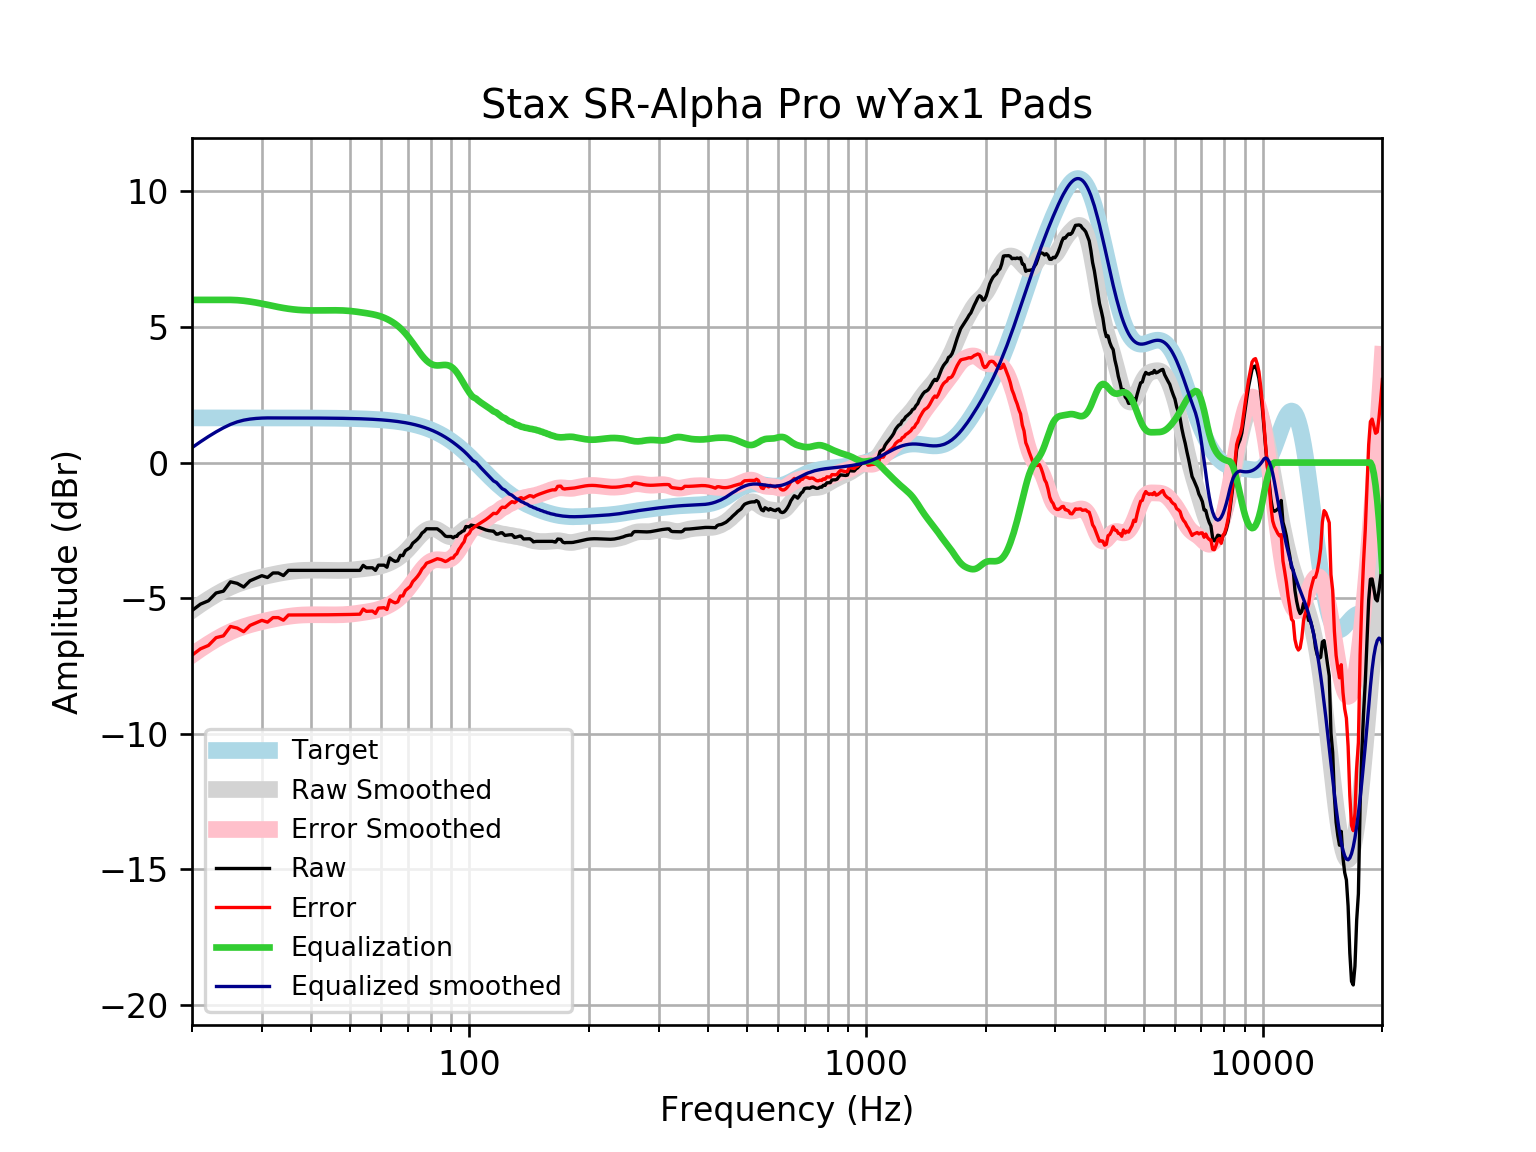 Stax SR-Alpha Pro wYax1 Pads
10
5
0
−5
−10
−15
−20
Amplitude (dBr)
Target
Raw Smoothed
Error Smoothed
Raw
Error
Equalization
Equalized smoothed
100 1000 10000
Frequency (Hz)